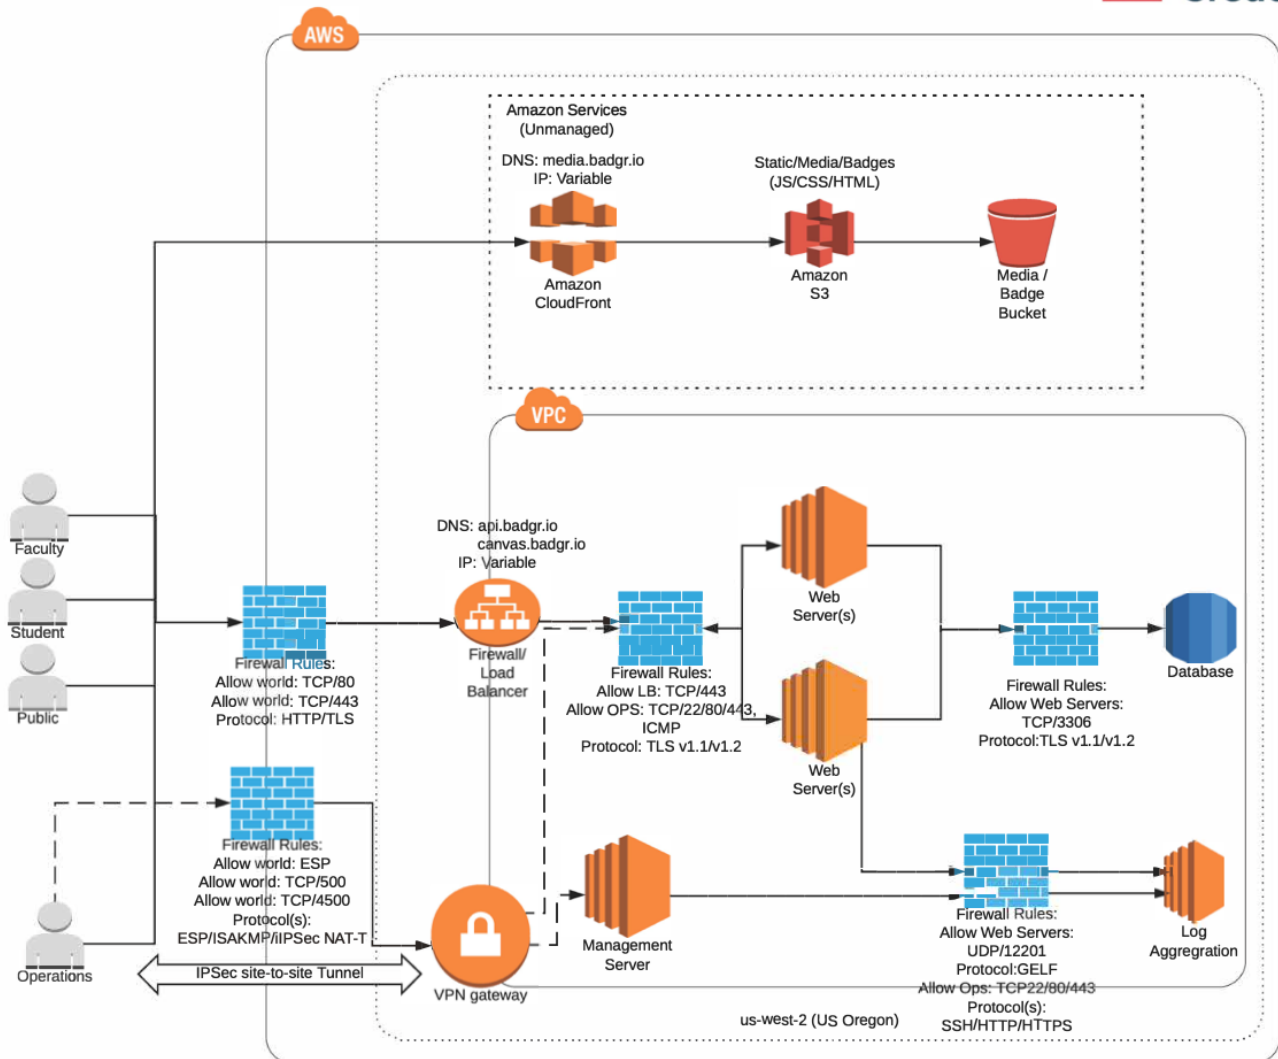 AWS
Amazon Services
(Unmanaged)
DNS: media.badgr.io
IP: Variable
Static/Media/Badges
(JS/CSS/HTML)
Amazon
CloudFront
Amazon
S3
Media /
Badge
Bucket
VPC
Faculty
Student
Public
Operations
DNS: api.badgr.io
canvas.badgr.io
IP: Variable
Firewall/
Load
Balancer
Firewall Rules:
Allow world: TCP/80
Allow world: TCP/443
Protocol: HTTP/TLS
Firewall Rules:
Allow LB: TCP/443
Allow OPS: TCP/22/80/443,
ICMP
Protocol: TLS v1.1/v1.2
Web
Server(s)
Web
Server(s)
Firewall Rules:
Allow Web Servers:
TCP/3306
Protocol:TLS v1.1/v1.2
Database
Firewall Rules:
Allow world: ESP
Allow world: TCP/500
Allow world: TCP/4500
Protocol(s):
ESP/ISAKMP/iIPSec NAT-T
IPSec site-to-site Tunnel
VPN gateway
Management
Server
Firewall Rules:
Allow Web Servers:
UDP/12201
Protocol:GELF
Allow Ops: TCP22/80/443
Protocol(s):
SSH/HTTP/HTTPS
Log
Aggregration
us-west-2 (US Oregon)